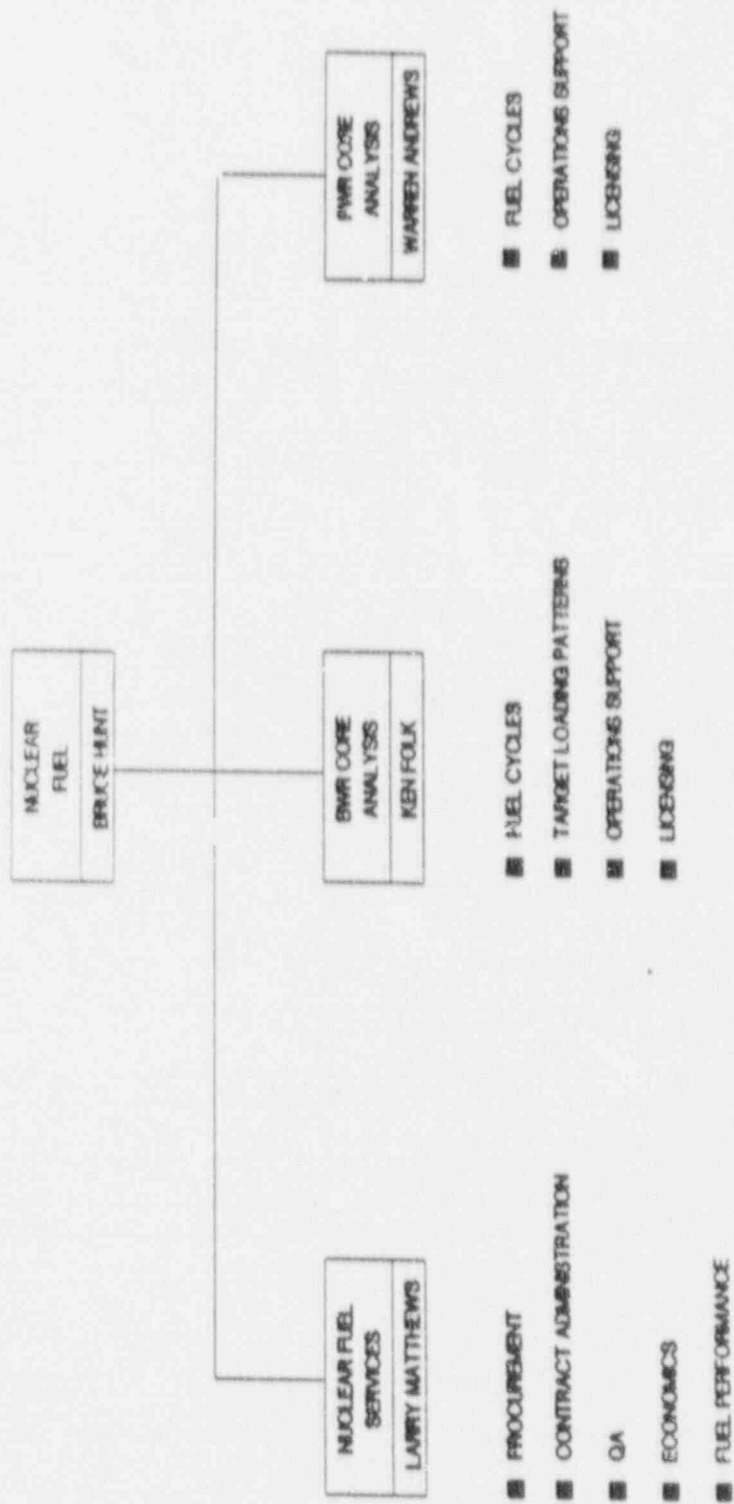 NUCLEAR
FUEL
BRUCE HUNT
NUCLEAR FUEL
SERVICES
LARRY MATTHEWS
■ PROCUREMENT
■ CONTRACT ADMINISTRATION
■ QA
■ ECONOMICS
■ FUEL PERFORMANCE
BWR CORE
ANALYSIS
KEN FOLK
■ FUEL CYCLES
■ TARGET LOADING PATTERNS
■ OPERATIONS SUPPORT
■ LICENSING
PWR CORE
ANALYSIS
WARREN ANDREWS
■ FUEL CYCLES
■ OPERATIONS SUPPORT
■ LICENSING